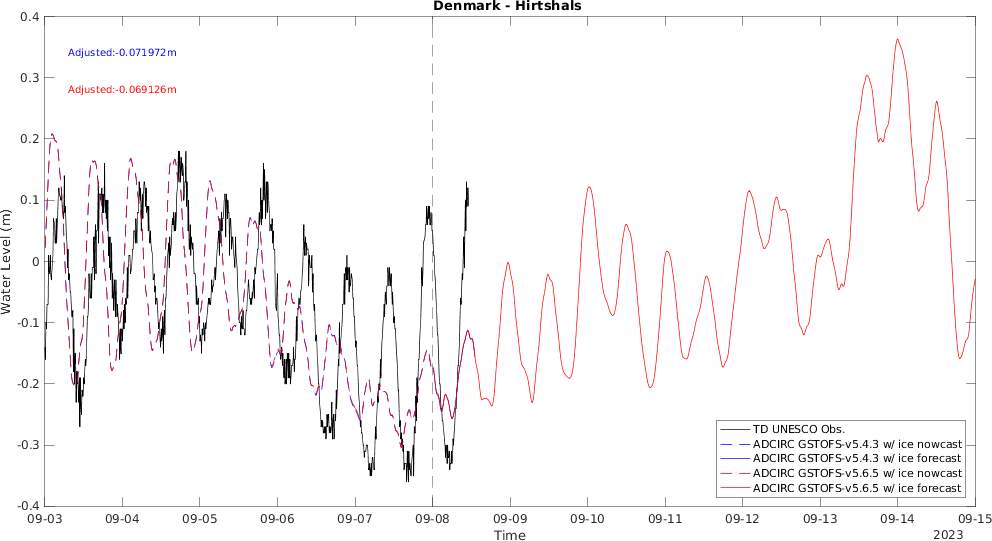 Denmark - Hirtshals
Adjusted:-0.071972m
Adjusted:-0.069126m
0.4
0.3
0.2
0.1
0
-0.1
-0.2
-0.3
-0.4
Water Level (m)
TD UNESCO Obs.
ADCIRC GSTOFS-v5.4.3 w/ ice nowcast
ADCIRC GSTOFS-v5.4.3 w/ ice forecast
ADCIRC GSTOFS-v5.6.5 w/ ice nowcast
ADCIRC GSTOFS-v5.6.5 w/ ice forecast
09-03 09-04 09-05 09-06 09-07 09-08 09-09 09-10 09-11 09-12 09-13 09-14 09-15
Time
2023